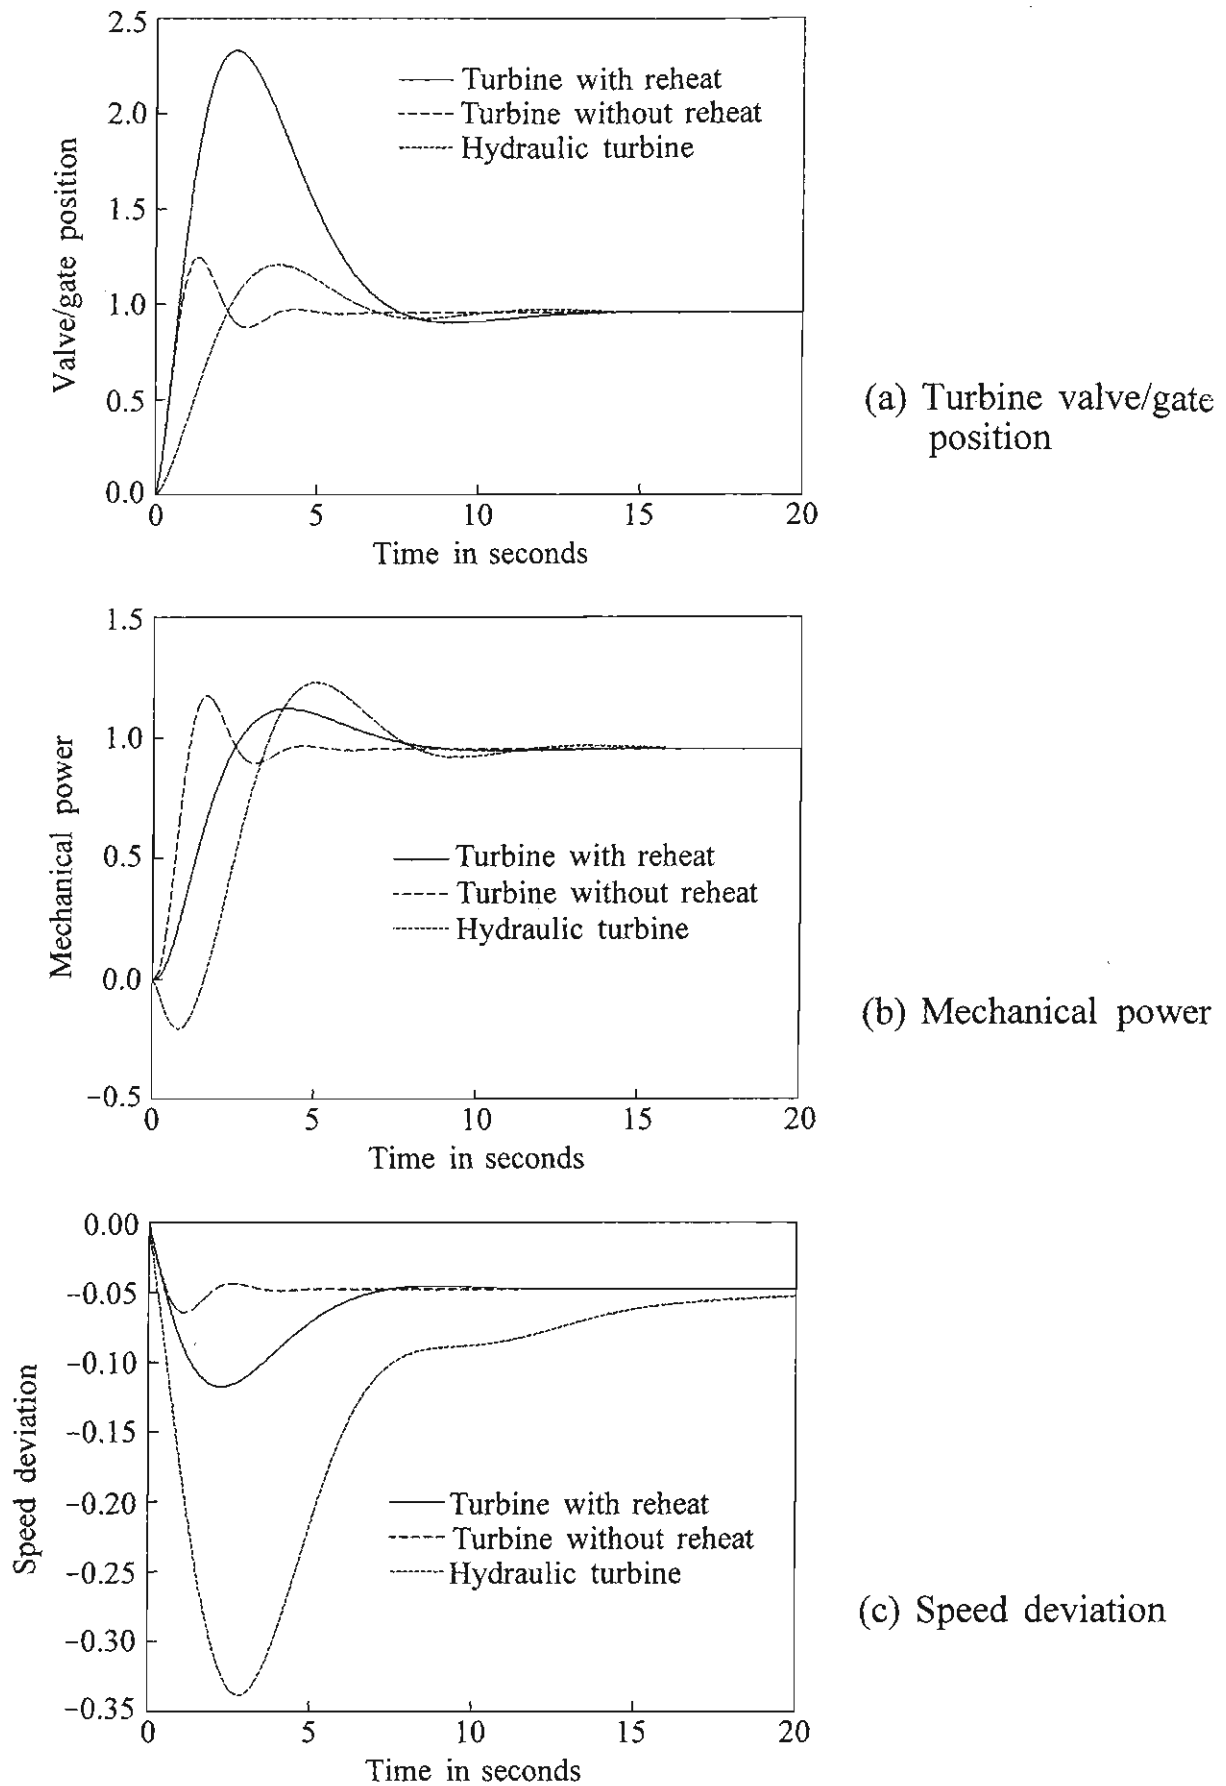 2.5
2.0
1.5
1.0
0.5
0.0
Valve/gate position
Turbine with reheat
Turbine without reheat
Hydraulic turbine
0
5
10
15
20
Time in seconds
(a) Turbine valve/gate
position
1.5
1.0
0.5
0.0
-0.5
Mechanical power
Turbine with reheat
Turbine without reheat
Hydraulic turbine
0
5
10
15
20
Time in seconds
(b) Mechanical power
0.00
-0.05
-0.10
-0.15
-0.20
-0.25
-0.30
-0.35
Speed deviation
Turbine with reheat
Turbine without reheat
Hydraulic turbine
0
5
10
15
20
Time in seconds
(c) Speed deviation